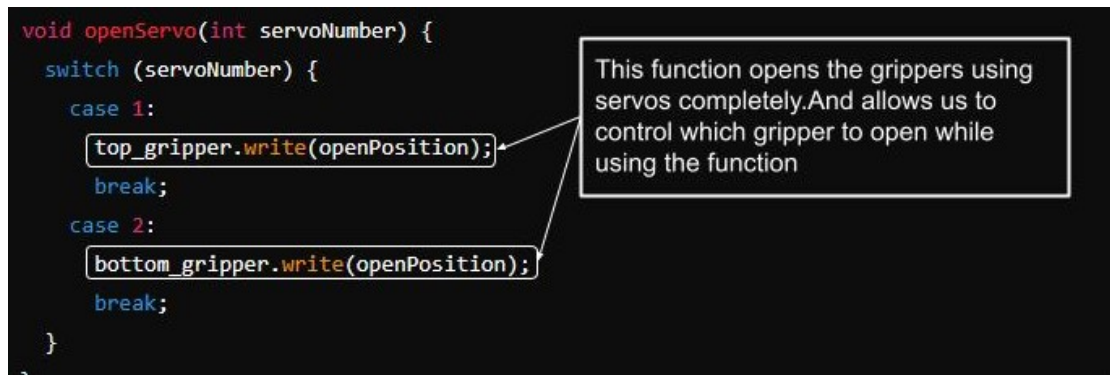 void openServo(int servoNumber) {
switch (servoNumber) {
case 1:
top_gripper.write(openPosition);
break;
case 2:
bottom_gripper.write(openPosition);
break;
}
}
This function opens the grippers using
servos completely.And allows us to
control which gripper to open while
using the function